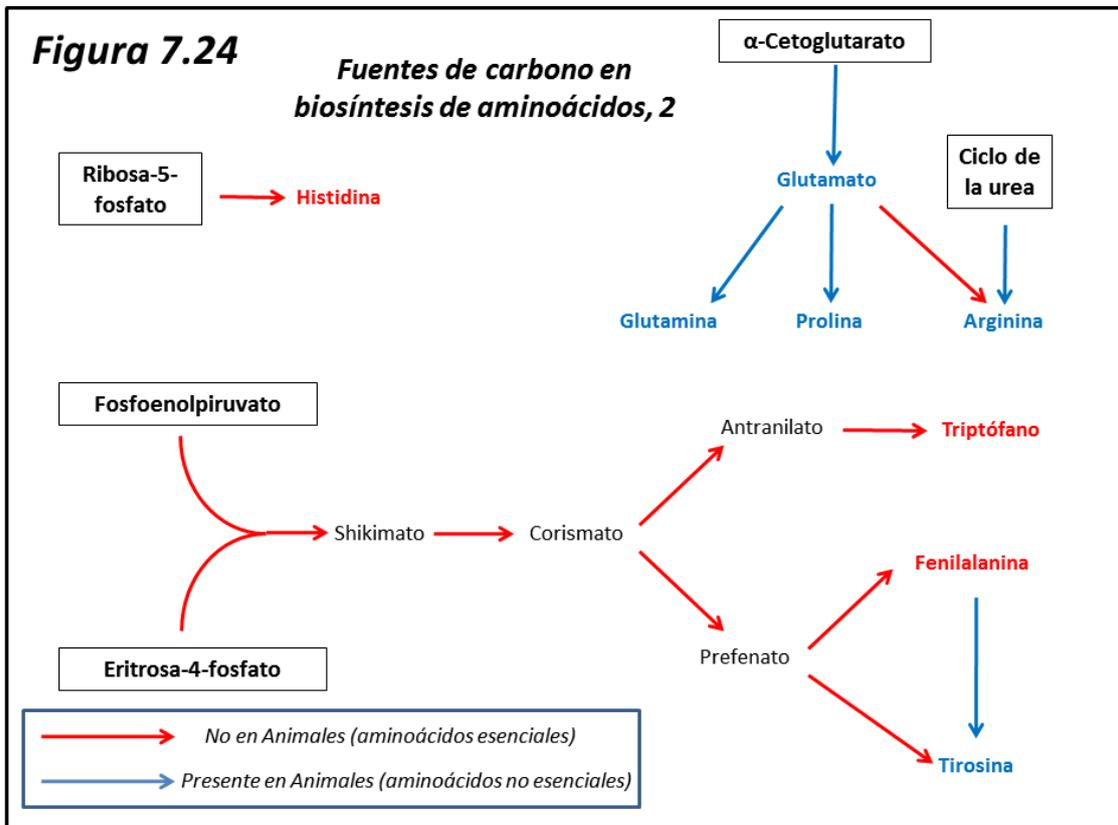 Figura 7.24
Fuentes de carbono en
biosíntesis de aminoácidos, 2
α-Cetoglutarato
Ribosa-5-
fosfato
Histidina
Glutamato
Ciclo de
la urea
Glutamina
Prolina
Arginina
Fosfoenolpiruvato
Antranilato
Triptófano
Shikimato
Corismato
Fenilalanina
Prefenato
Eritrosa-4-fosfato
Tirosina
No en Animales (aminoácidos esenciales)
Presente en Animales (aminoácidos no esenciales)